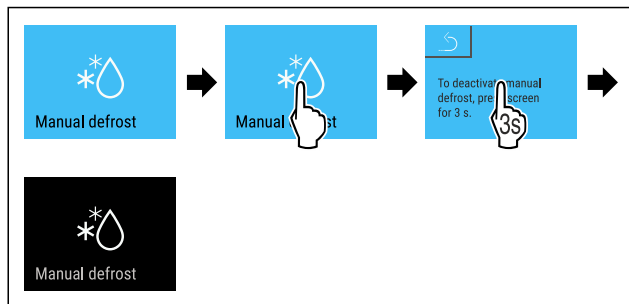 Manual defrost
Manual st
To deactivat manual
defrost, pre screen
for 3 s.
3s
Manual defrost